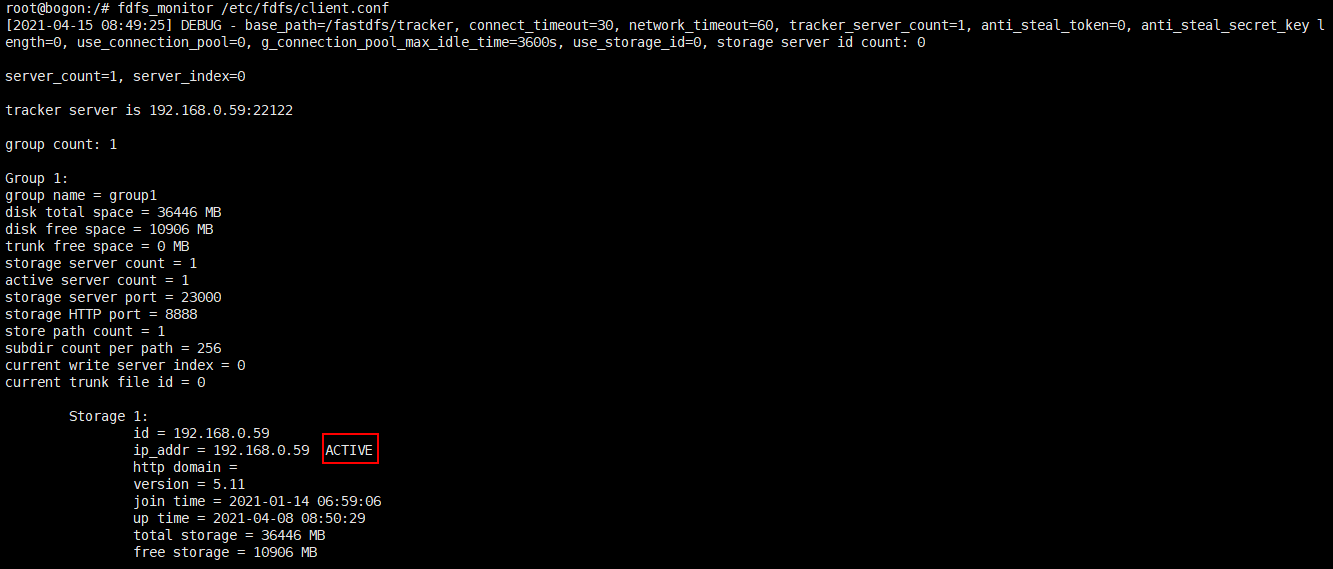 root@bogon:/# fdfs_monitor /etc/fdfs/client.conf
[2021-04-15 08:49:25] DEBUG - base_path=/fastdfs/tracker, connect_timeout=30, network_timeout=60, tracker_server_count=1, anti_steal_token=0, anti_steal_secret_key l
ength=0, use_connection_pool=0, g_connection_pool_max_idle_time=3600s, use_storage_id=0, storage server id count: 0
server_count=1, server_index=0
tracker server is 192.168.0.59:22122
group count: 1
Group 1:
group name = group1
disk total space = 36446 MB
disk free space = 10906 MB
trunk free space = 0 MB
storage server count = 1
active server count = 1
storage server port = 23000
storage HTTP port = 8888
store path count = 1
subdir count per path = 256
current write server index = 0
current trunk file id = 0
Storage 1:
id = 192.168.0.59
ip_addr = 192.168.0.59 ACTIVE
http domain =
version = 5.11
join time = 2021-01-14 06:59:06
up time = 2021-04-08 08:50:29
total storage = 36446 MB
free storage = 10906 MB